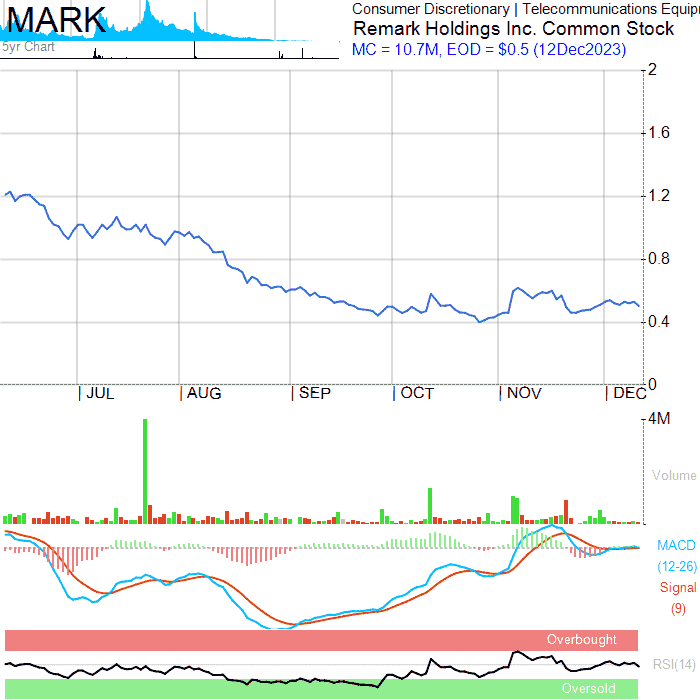 MARK
5yr Chart
Consumer Discretionary | Telecommunications Equip
Remark Holdings Inc. Common Stock
MC = 10.7M, EOD = $0.5 (12Dec2023)
2
1.6
1.2
0.8
0.4
0
| JUL | AUG | SEP | OCT | NOV | DEC
4M
Volume
MACD
(12-26)
Signal
(9)
Overbought
RSI(14)
Oversold